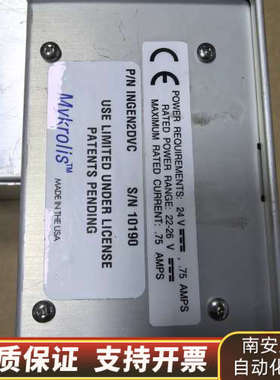 Mykrolis™
MADE IN THE USA
P/N INGEN2DVC S/N 10190
USE LIMITED UNDER LICENSE
PATENTS PENDING
CE
POWER REQUIREMENTS: 24 V ⎓ , .75 AMPS
RATED POWER RANGE: 22-26 V ⎓
MAXIMUM RATED CURRENT: .75 AMPS
质保证 支持开票
南安
自动化